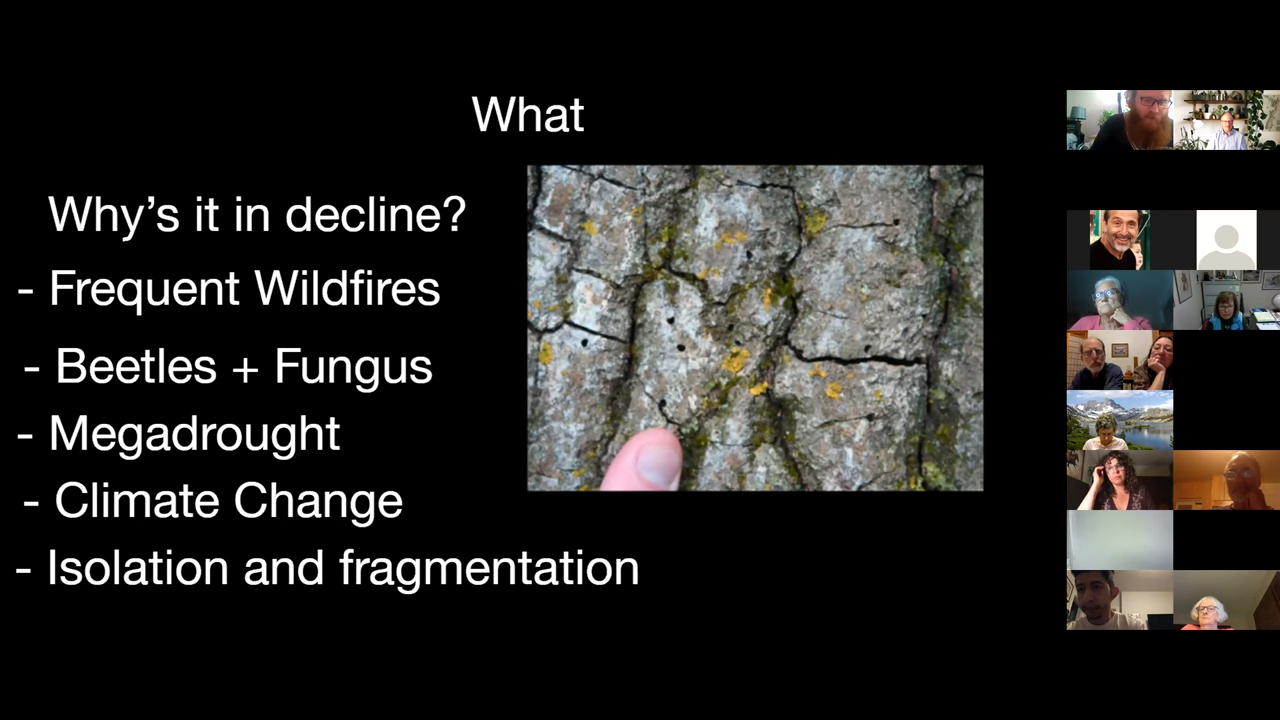 What
Why's it in decline?
- Frequent Wildfires
- Beetles + Fungus
- Megadrought
- Climate Change
- Isolation and fragmentation